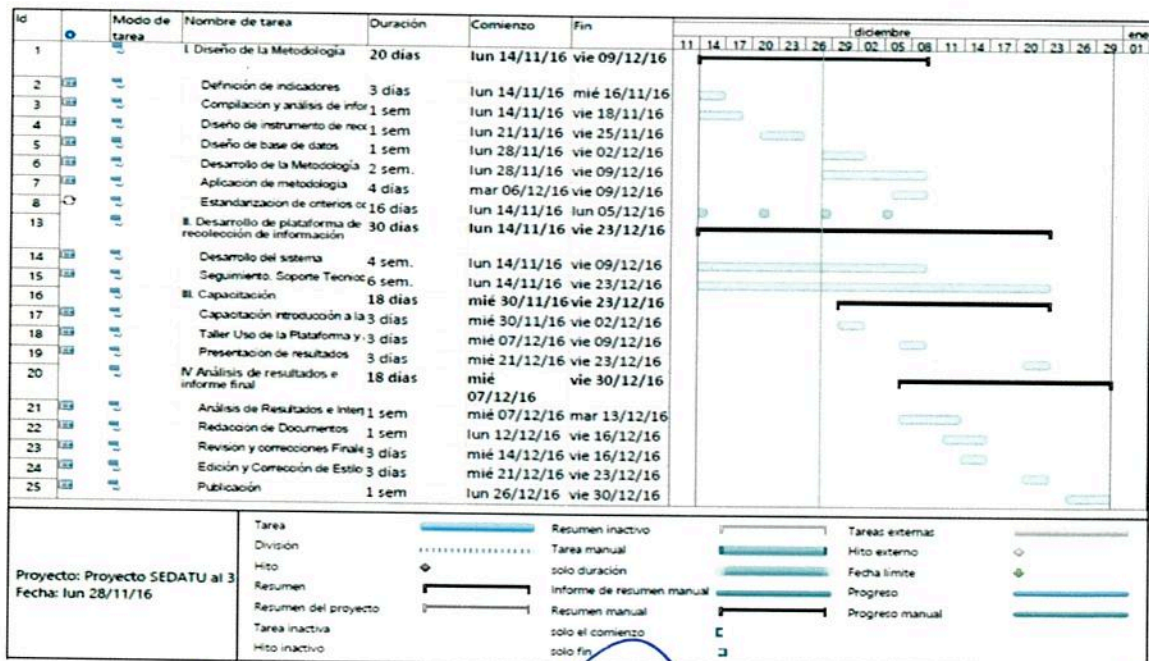 Id Modo de tarea Nombre de tarea Duración Comienzo Fin
diciembre ene
11 14 17 20 23 26 29 02 05 08 11 14 17 20 23 26 29 01
1 I. Diseño de la Metodología 20 días lun 14/11/16 vie 09/12/16
2 Definición de indicadores 3 días lun 14/11/16 mié 16/11/16
3 Compilación y análisis de infor 1 sem lun 14/11/16 vie 18/11/16
4 Diseño de instrumento de reco 1 sem lun 21/11/16 vie 25/11/16
5 Diseño de base de datos 1 sem lun 28/11/16 vie 02/12/16
6 Desarrollo de la Metodología 2 sem. lun 28/11/16 vie 09/12/16
7 Aplicación de metodología 4 días mar 06/12/16 vie 09/12/16
8 Estandarización de criterios co 16 días lun 14/11/16 lun 05/12/16
13 II. Desarrollo de plataforma de 30 días lun 14/11/16 vie 23/12/16
recolección de información
14 Desarrollo del sistema 4 sem. lun 14/11/16 vie 09/12/16
15 Seguimiento. Soporte Técnico 6 sem. lun 14/11/16 vie 23/12/16
16 III. Capacitación 18 días mié 30/11/16 vie 23/12/16
17 Capacitación introducción a la 3 días mié 30/11/16 vie 02/12/16
18 Taller Uso de la Plataforma y 3 días mié 07/12/16 vie 09/12/16
19 Presentación de resultados 3 días mié 21/12/16 vie 23/12/16
20 IV Análisis de resultados e 18 días mié vie 30/12/16
informe final 07/12/16
21 Análisis de Resultados e Interp 1 sem mié 07/12/16 mar 13/12/16
22 Redacción de Documentos 1 sem lun 12/12/16 vie 16/12/16
23 Revision y correcciones Finale 3 días mié 14/12/16 vie 16/12/16
24 Edición y Corrección de Estilo 3 días mié 21/12/16 vie 23/12/16
25 Publicación 1 sem lun 26/12/16 vie 30/12/16
Proyecto: Proyecto SEDATU al 3
Fecha: lun 28/11/16
Tarea Resumen inactivo Tareas externas
División Tarea manual Hito externo
Hito solo duración Fecha límite
Resumen Informe de resumen manual Progreso
Resumen del proyecto Resumen manual Progreso manual
Tarea inactiva solo el comienzo
Hito inactivo solo fin